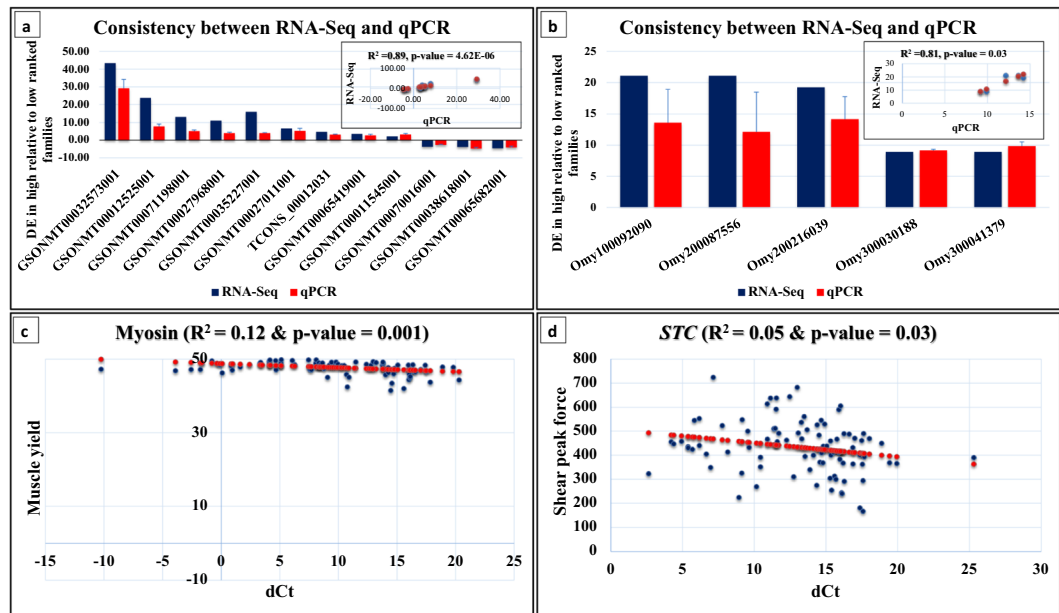 a
Consistency between RNA-Seq and qPCR
DE in high relative to low ranked
families
50.00
40.00
30.00
20.00
10.00
0.00
-10.00
R² =0.89, p-value = 4.62E-06
RNA-Seq
100.00
50.00
0.00
-50.00
-100.00
-20.00
0.00
20.00
40.00
qPCR
GSONMT00032573001
GSONMT00012525001
GSONMT00071198001
GSONMT00027968001
GSONMT00035227001
GSONMT00027011001
TCONS_00012031
GSONMT00065419001
GSONMT00011545001
GSONMT00070016001
GSONMT00038618001
GSONMT00065682001
RNA-Seq
qPCR
b
Consistency between RNA-Seq and qPCR
DE in high relative to low ranked
families
25
20
15
10
5
0
R² =0.81, p-value = 0.03
RNA-Seq
30
20
10
0
5
10
15
qPCR
Omy100092090
Omy200087556
Omy200216039
Omy300030188
Omy300041379
RNA-Seq
qPCR
c
Myosin (R² = 0.12 & p-value = 0.001)
Muscle yield
50
30
10
-10
-15
-10
-5
0
5
10
15
20
25
dCt
d
STC (R² = 0.05 & p-value = 0.03)
Shear peak force
800
700
600
500
400
300
200
100
0
0
5
10
15
20
25
30
dCt